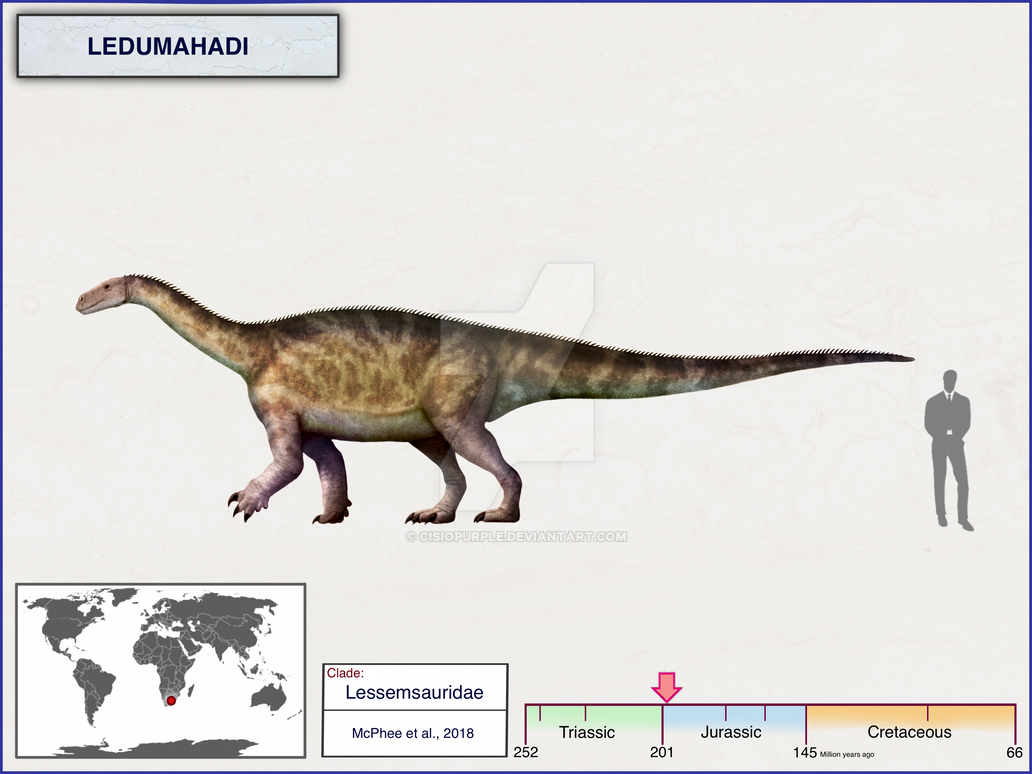 LEDUMAHADI
© CISIOPURPLE.DEVIANTART.COM
Clade:
Lessemsauridae
McPhee et al., 2018
Triassic Jurassic Cretaceous
252 201 145 Million years ago 66